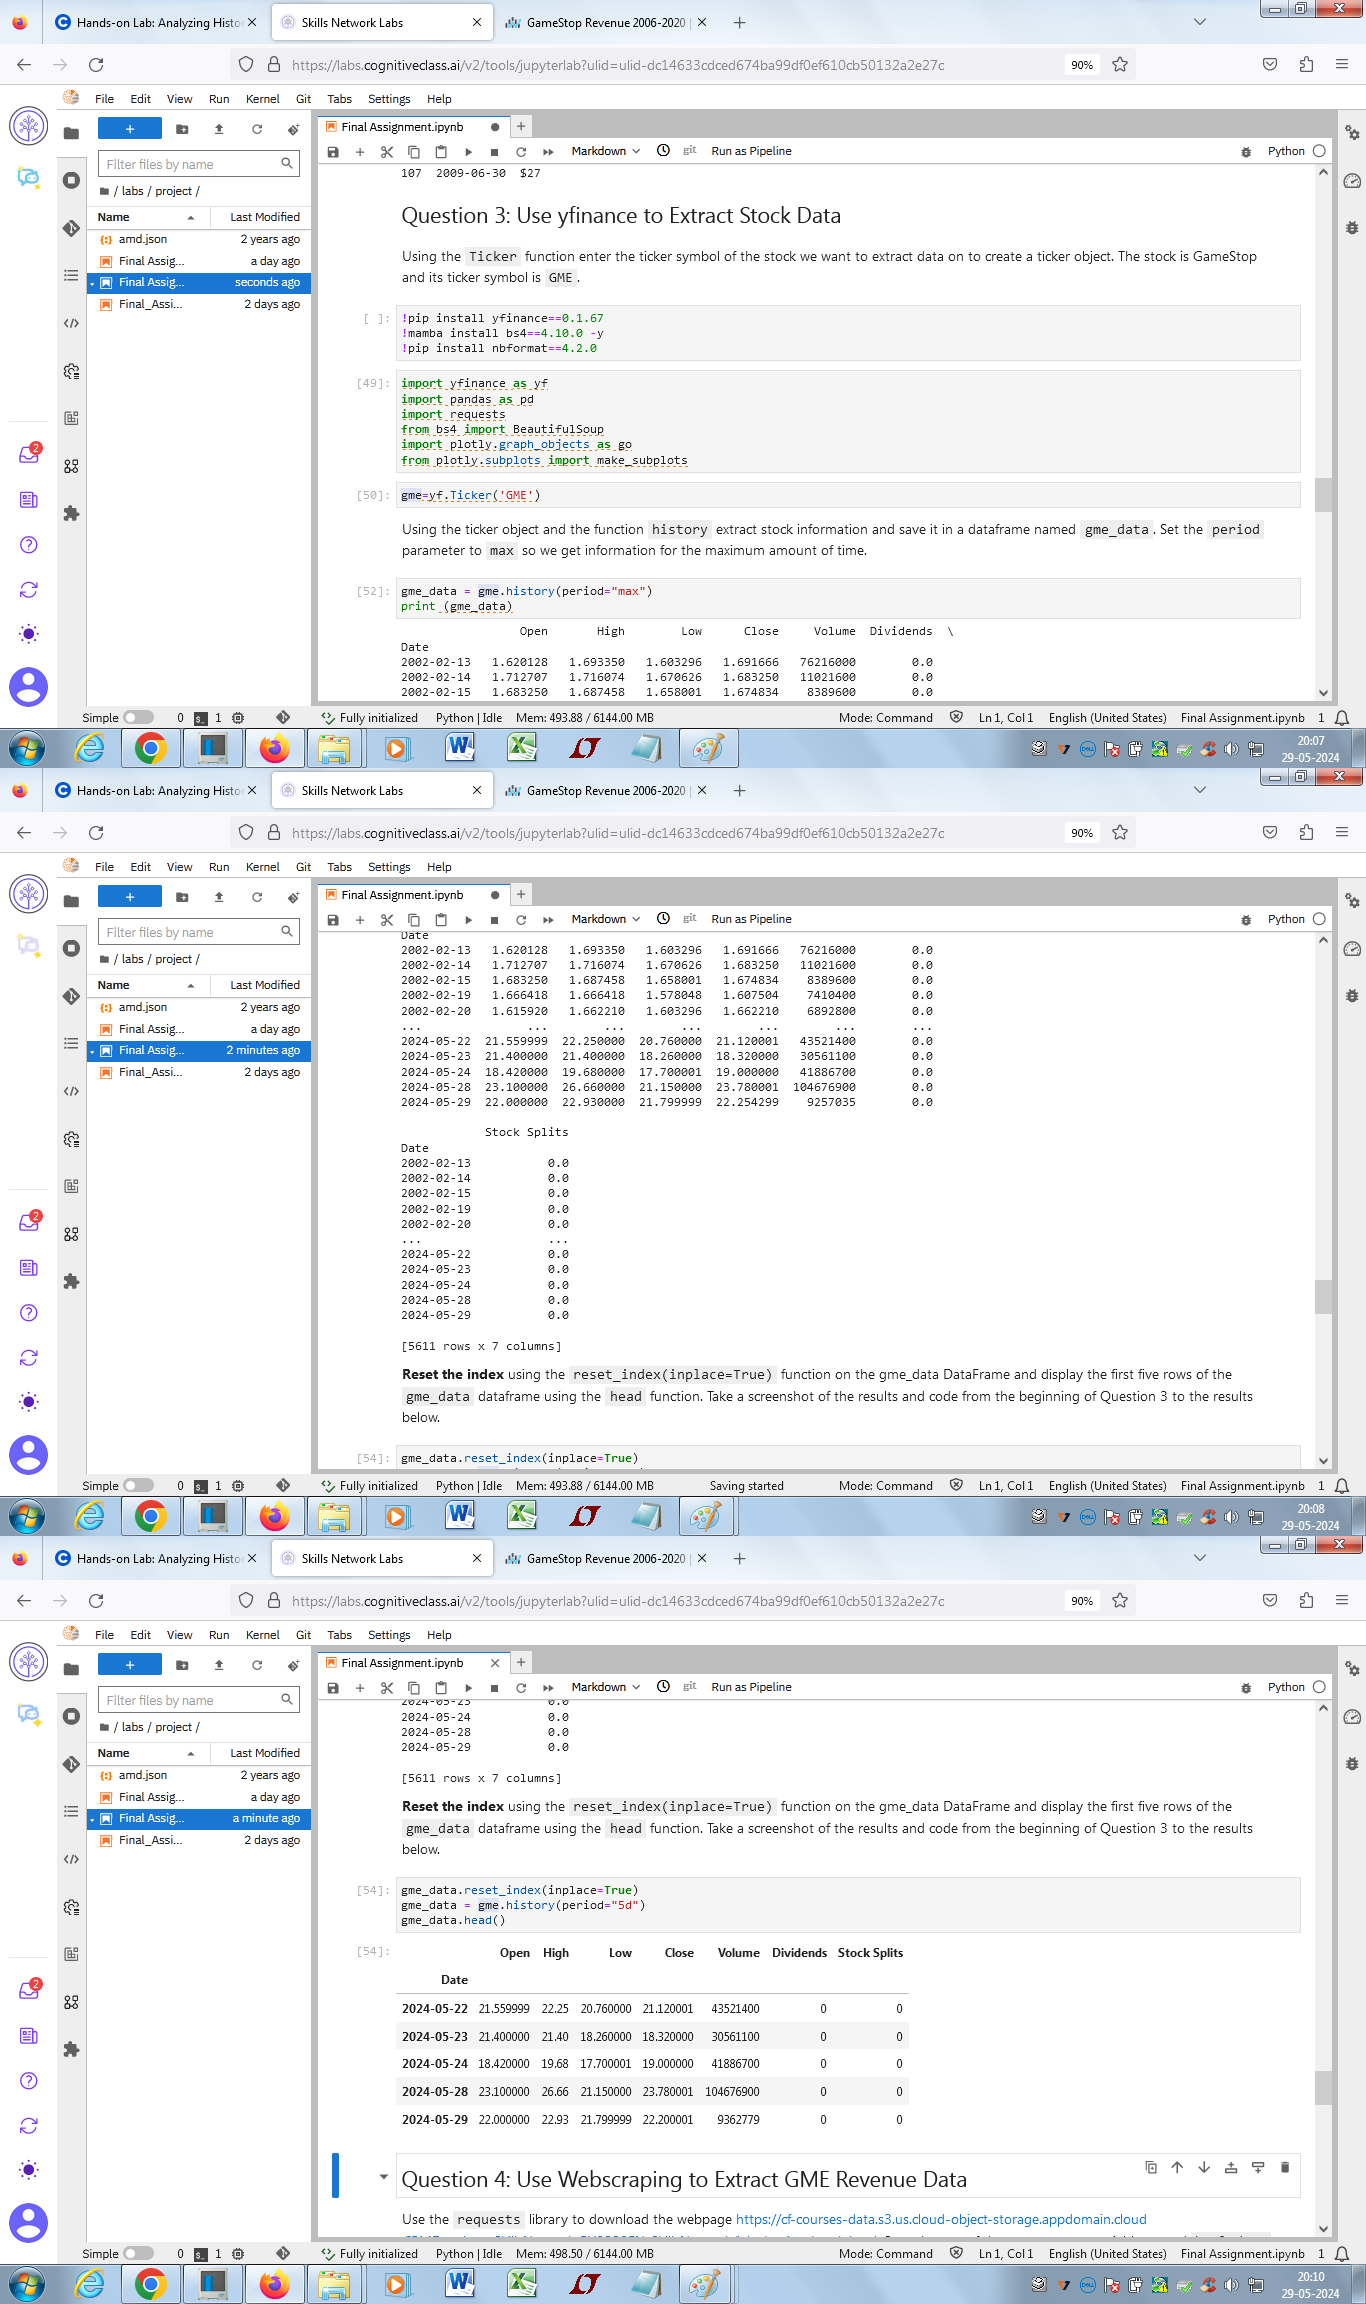 Hands-on Lab: Analyzing Histo
Skills Network Labs
GameStop Revenue 2006-2020 |
https://labs.cognitiveclass.ai/v2/tools/jupyterlab?ulid=ulid-dc14633cdced674ba99df0ef610cb50132a2e27c
90%
File Edit View Run Kernel Git Tabs Settings Help
Final Assignment.ipynb
Filter files by name
Markdown git Run as Pipeline Python
/ labs / project /
Name Last Modified
amd.json 2 years ago
Final Assig... a day ago
Final Assig... seconds ago
Final_Assi... 2 days ago
2
107 2009-06-30 $27
Question 3: Use yfinance to Extract Stock Data
Using the Ticker function enter the ticker symbol of the stock we want to extract data on to create a ticker object. The stock is GameStop
and its ticker symbol is GME.
[ ]: !pip install yfinance==0.1.67
!mamba install bs4==4.10.0 -y
!pip install nbformat==4.2.0
[49]: import yfinance as yf
import pandas as pd
import requests
from bs4 import BeautifulSoup
import plotly.graph_objects as go
from plotly.subplots import make_subplots
[50]: gme=yf.Ticker('GME')
Using the ticker object and the function history extract stock information and save it in a dataframe named gme_data. Set the period
parameter to max so we get information for the maximum amount of time.
[52]: gme_data = gme.history(period="max")
print (gme_data)
Open High Low Close Volume Dividends \
Date
2002-02-13 1.620128 1.693350 1.603296 1.691666 76216000 0.0
2002-02-14 1.712707 1.716074 1.670626 1.683250 11021600 0.0
2002-02-15 1.683250 1.687458 1.658001 1.674834 8389600 0.0
Simple 0 1 Fully initialized Python | Idle Mem: 493.88 / 6144.00 MB Mode: Command Ln 1, Col 1 English (United States) Final Assignment.ipynb 1
20:07
29-05-2024
Hands-on Lab: Analyzing Histo
Skills Network Labs
GameStop Revenue 2006-2020 |
https://labs.cognitiveclass.ai/v2/tools/jupyterlab?ulid=ulid-dc14633cdced674ba99df0ef610cb50132a2e27c
90%
File Edit View Run Kernel Git Tabs Settings Help
Final Assignment.ipynb
Filter files by name
Markdown git Run as Pipeline Python
/ labs / project /
Name Last Modified
amd.json 2 years ago
Final Assig... a day ago
Final Assig... 2 minutes ago
Final_Assi... 2 days ago
2
Date
2002-02-13 1.620128 1.693350 1.603296 1.691666 76216000 0.0
2002-02-14 1.712707 1.716074 1.670626 1.683250 11021600 0.0
2002-02-15 1.683250 1.687458 1.658001 1.674834 8389600 0.0
2002-02-19 1.666418 1.666418 1.578048 1.607504 7410400 0.0
2002-02-20 1.615920 1.662210 1.603296 1.662210 6892800 0.0
... ... ... ... ... ... ...
2024-05-22 21.559999 22.250000 20.760000 21.120001 43521400 0.0
2024-05-23 21.400000 21.400000 18.260000 18.320000 30561100 0.0
2024-05-24 18.420000 19.680000 17.700001 19.000000 41886700 0.0
2024-05-28 23.100000 26.660000 21.150000 23.780001 104676900 0.0
2024-05-29 22.000000 22.930000 21.799999 22.254299 9257035 0.0
Stock Splits
Date
2002-02-13 0.0
2002-02-14 0.0
2002-02-15 0.0
2002-02-19 0.0
2002-02-20 0.0
... ...
2024-05-22 0.0
2024-05-23 0.0
2024-05-24 0.0
2024-05-28 0.0
2024-05-29 0.0
[5611 rows x 7 columns]
Reset the index using the reset_index(inplace=True) function on the gme_data DataFrame and display the first five rows of the
gme_data dataframe using the head function. Take a screenshot of the results and code from the beginning of Question 3 to the results
below.
[54]: gme_data.reset_index(inplace=True)
Simple 0 1 Fully initialized Python | Idle Mem: 493.88 / 6144.00 MB Saving started Mode: Command Ln 1, Col 1 English (United States) Final Assignment.ipynb 1
20:08
29-05-2024
Hands-on Lab: Analyzing Histo
Skills Network Labs
GameStop Revenue 2006-2020 |
https://labs.cognitiveclass.ai/v2/tools/jupyterlab?ulid=ulid-dc14633cdced674ba99df0ef610cb50132a2e27c
90%
File Edit View Run Kernel Git Tabs Settings Help
Final Assignment.ipynb
Filter files by name
Markdown git Run as Pipeline Python
/ labs / project /
Name Last Modified
amd.json 2 years ago
Final Assig... a day ago
Final Assig... a minute ago
Final_Assi... 2 days ago
2
2024-05-23 0.0
2024-05-24 0.0
2024-05-28 0.0
2024-05-29 0.0
[5611 rows x 7 columns]
Reset the index using the reset_index(inplace=True) function on the gme_data DataFrame and display the first five rows of the
gme_data dataframe using the head function. Take a screenshot of the results and code from the beginning of Question 3 to the results
below.
[54]: gme_data.reset_index(inplace=True)
gme_data = gme.history(period="5d")
gme_data.head()
[54]: Open High Low Close Volume Dividends Stock Splits
Date
2024-05-22 21.559999 22.25 20.760000 21.120001 43521400 0 0
2024-05-23 21.400000 21.40 18.260000 18.320000 30561100 0 0
2024-05-24 18.420000 19.68 17.700001 19.000000 41886700 0 0
2024-05-28 23.100000 26.66 21.150000 23.780001 104676900 0 0
2024-05-29 22.000000 22.93 21.799999 22.200001 9362779 0 0
Question 4: Use Webscraping to Extract GME Revenue Data
Use the requests library to download the webpage https://cf-courses-data.s3.us.cloud-object-storage.appdomain.cloud
Simple 0 1 Fully initialized Python | Idle Mem: 498.50 / 6144.00 MB Mode: Command Ln 1, Col 1 English (United States) Final Assignment.ipynb 1
20:10
29-05-2024